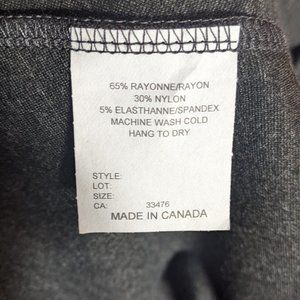 65% RAYONNE/RAYON
30% NYLON
5% ELASTHANNE/SPANDEX
MACHINE WASH COLD
HANG TO DRY
STYLE:
LOT:
SIZE:
CA: 33476
MADE IN CANADA